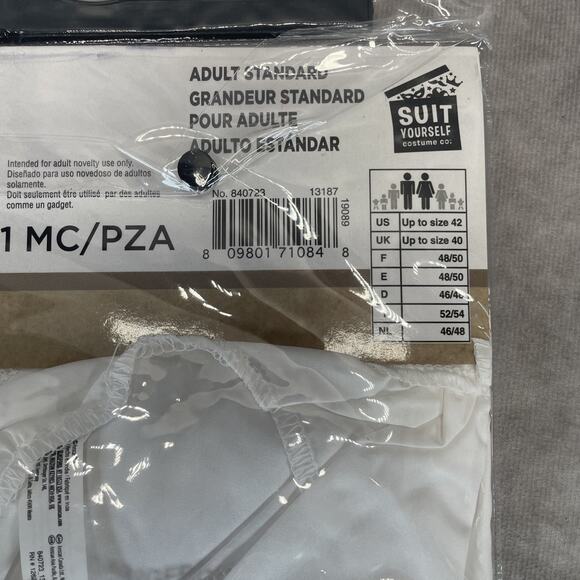 ADULT STANDARD
GRANDEUR STANDARD
POUR ADULTE
ADULTO ESTANDAR
SUIT
YOURSELF
costume co.
Intended for adult novelty use only.
Diseñado para uso novedoso de adultos
solamente.
Doit seulement être utilisé par des adultes
comme un gadget.
No. 840723 13187
19089
8 09801 71084 8
1 MC/PZA
US Up to size 42
UK Up to size 40
F 48/50
E 48/50
D 46/48
52/54
NL 46/48